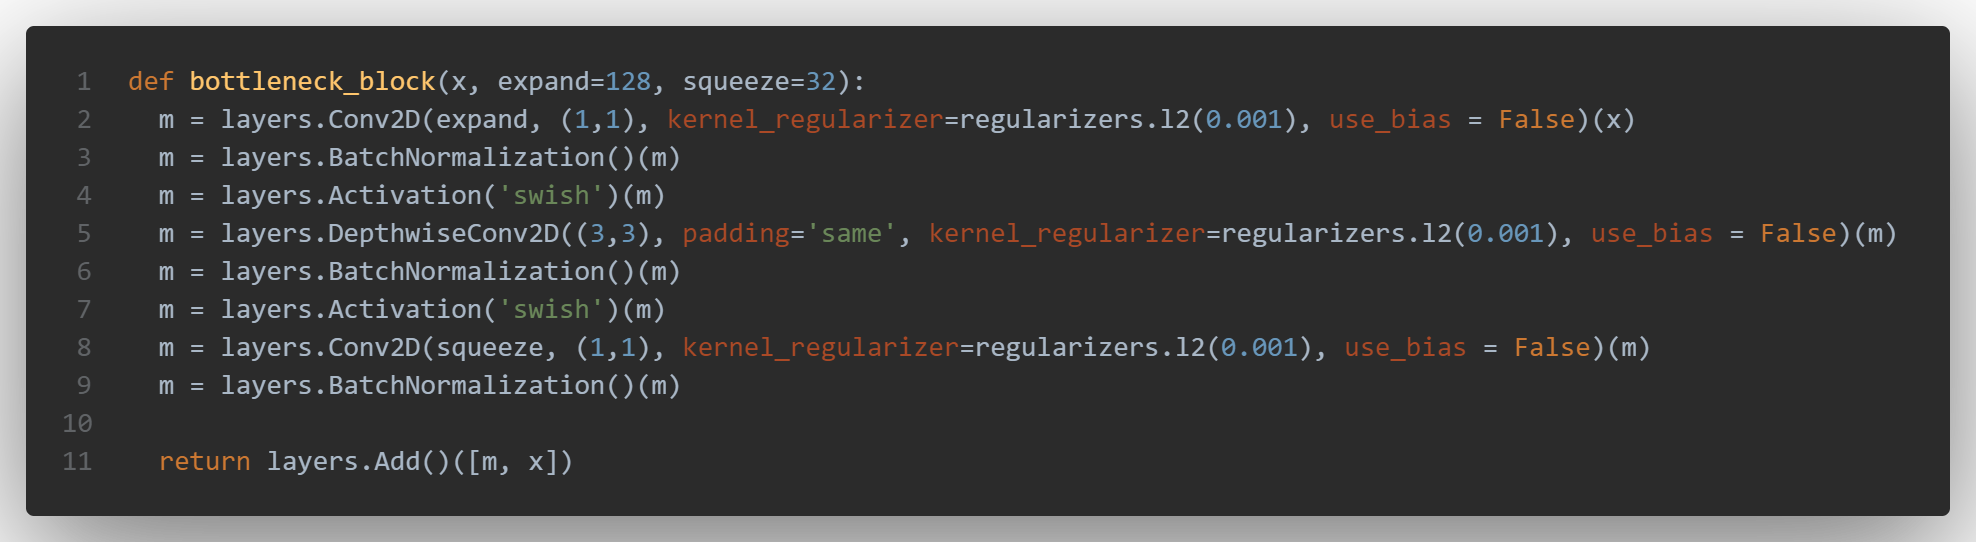 1 def bottleneck_block(x, expand=128, squeeze=32):
2   m = layers.Conv2D(expand, (1,1), kernel_regularizer=regularizers.l2(0.001), use_bias = False)(x)
3   m = layers.BatchNormalization()(m)
4   m = layers.Activation('swish')(m)
5   m = layers.DepthwiseConv2D((3,3), padding='same', kernel_regularizer=regularizers.l2(0.001), use_bias = False)(m)
6   m = layers.BatchNormalization()(m)
7   m = layers.Activation('swish')(m)
8   m = layers.Conv2D(squeeze, (1,1), kernel_regularizer=regularizers.l2(0.001), use_bias = False)(m)
9   m = layers.BatchNormalization()(m)
10
11   return layers.Add()([m, x])